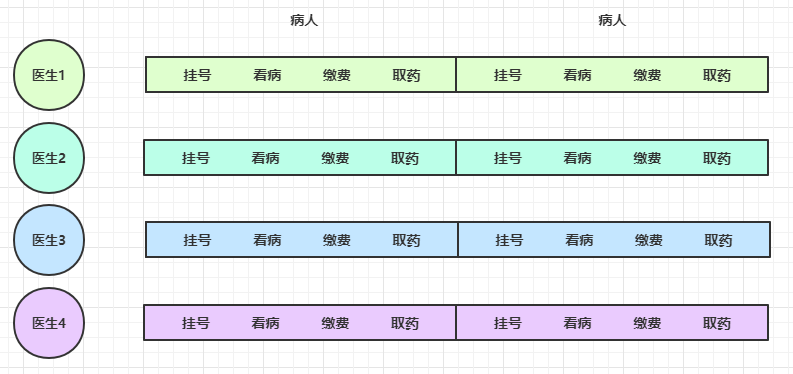 病人 病人
医生1 挂号 看病 缴费 取药 挂号 看病 缴费 取药
医生2 挂号 看病 缴费 取药 挂号 看病 缴费 取药
医生3 挂号 看病 缴费 取药 挂号 看病 缴费 取药
医生4 挂号 看病 缴费 取药 挂号 看病 缴费 取药